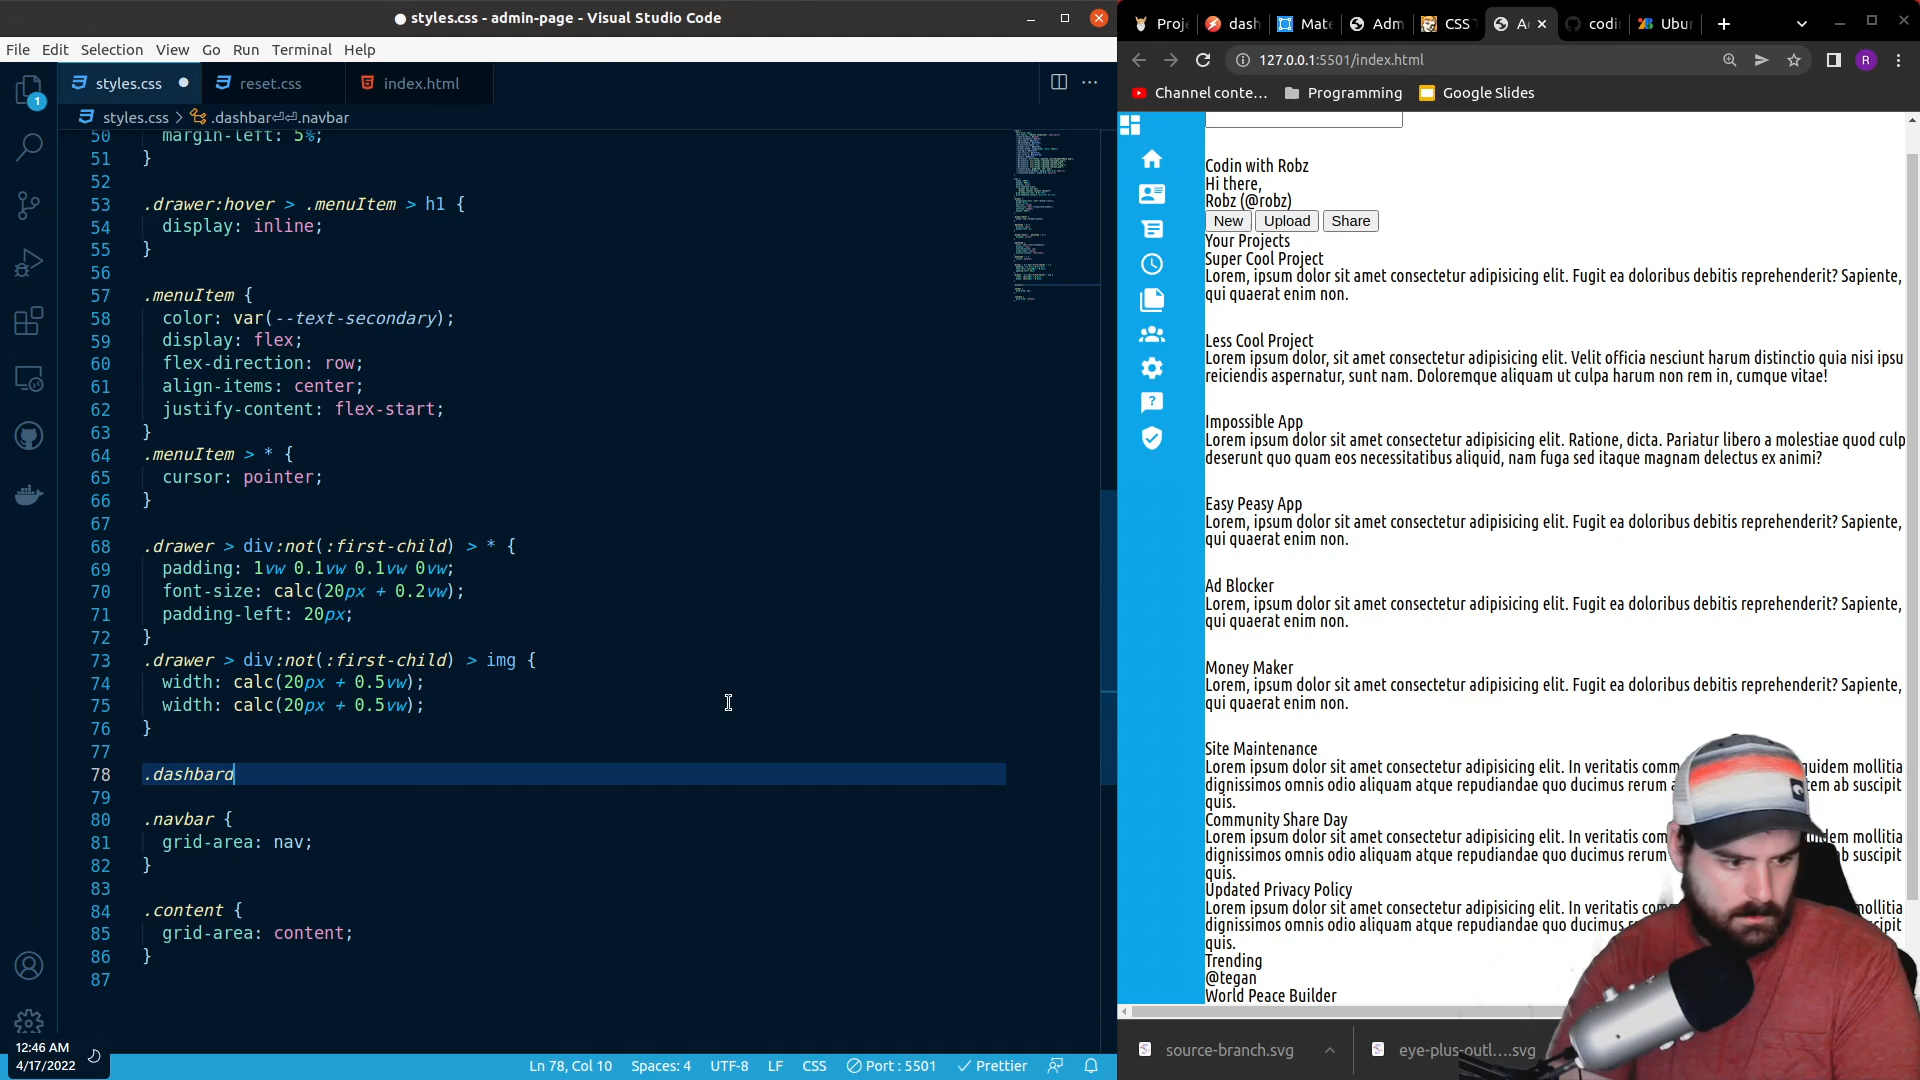 styles.css - admin-page - Visual Studio Code
File Edit Selection View Go Run Terminal Help
styles.css reset.css index.html
styles.css > .dashbar⏎⏎.navbar
50 margin-left: 5%;
51 }
52
53 .drawer:hover > .menuItem > h1 {
54 display: inline;
55 }
56
57 .menuItem {
58 color: var(--text-secondary);
59 display: flex;
60 flex-direction: row;
61 align-items: center;
62 justify-content: flex-start;
63 }
64 .menuItem > * {
65 cursor: pointer;
66 }
67
68 .drawer > div:not(:first-child) > * {
69 padding: 1vw 0.1vw 0.1vw 0vw;
70 font-size: calc(20px + 0.2vw);
71 padding-left: 20px;
72 }
73 .drawer > div:not(:first-child) > img {
74 width: calc(20px + 0.5vw);
75 width: calc(20px + 0.5vw);
76 }
77
78 .dashbard
79
80 .navbar {
81 grid-area: nav;
82 }
83
84 .content {
85 grid-area: content;
86 }
87
1
12:46 AM
4/17/2022
Ln 78, Col 10 Spaces: 4 UTF-8 LF CSS Port : 5501 Prettier
Proj dash Mate Adm CSS A codi Ubu
127.0.0.1:5501/index.html
R
Channel conte... Programming Google Slides
Codin with Robz
Hi there,
Robz (@robz)
New Upload Share
Your Projects
Super Cool Project
Lorem, ipsum dolor sit amet consectetur adipisicing elit. Fugit ea doloribus debitis reprehenderit? Sapiente,
qui quaerat enim non.
Less Cool Project
Lorem ipsum dolor, sit amet consectetur adipisicing elit. Velit officia nesciunt harum distinctio quia nisi ipsu
reiciendis aspernatur, sunt nam. Doloremque aliquam ut culpa harum non rem in, cumque vitae!
Impossible App
Lorem ipsum dolor sit amet consectetur adipisicing elit. Ratione, dicta. Pariatur libero a molestiae quod culp
deserunt quo quam eos necessitatibus aliquid, nam fuga sed itaque magnam delectus ex animi?
Easy Peasy App
Lorem, ipsum dolor sit amet consectetur adipisicing elit. Fugit ea doloribus debitis reprehenderit? Sapiente,
qui quaerat enim non.
Ad Blocker
Lorem, ipsum dolor sit amet consectetur adipisicing elit. Fugit ea doloribus debitis reprehenderit? Sapiente,
qui quaerat enim non.
Money Maker
Lorem, ipsum dolor sit amet consectetur adipisicing elit. Fugit ea doloribus debitis reprehenderit? Sapiente,
qui quaerat enim non.
Site Maintenance
Lorem ipsum dolor sit amet consectetur adipisicing elit. In veritatis comm quidem mollitia
dignissimos omnis odio aliquam atque repudiandae quo ducimus rerum a tem ab suscipit
quis.
Community Share Day
Lorem ipsum dolor sit amet consectetur adipisicing elit. In veritatis com idem mollitia
dignissimos omnis odio aliquam atque repudiandae quo ducimus rerum ab suscipit
quis.
Updated Privacy Policy
Lorem ipsum dolor sit amet consectetur adipisicing elit. In veritatis com mollitia
dignissimos omnis odio aliquam atque repudiandae quo ducimus r cipit
quis.
Trending
@tegan
World Peace Builder
source-branch.svg eye-plus-outl....svg